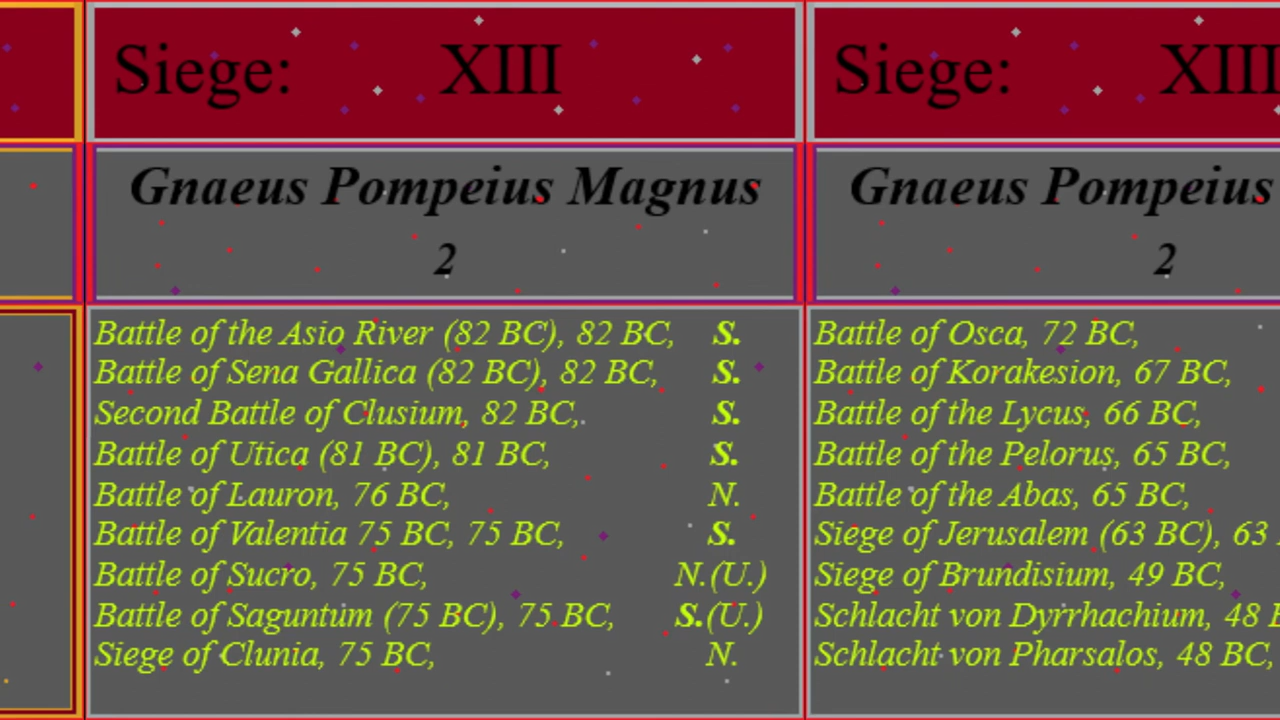 Siege: XIII
Gnaeus Pompeius Magnus
2
Battle of the Asio River (82 BC), 82 BC, S.
Battle of Sena Gallica (82 BC), 82 BC, S.
Second Battle of Clusium, 82 BC, S.
Battle of Utica (81 BC), 81 BC, S.
Battle of Lauron, 76 BC, N.
Battle of Valentia 75 BC, 75 BC, S.
Battle of Sucro, 75 BC, N.(U.)
Battle of Saguntum (75 BC), 75 BC, S.(U.)
Siege of Clunia, 75 BC, N.
Siege: XIII
Gnaeus Pompeius
2
Battle of Osca, 72 BC,
Battle of Korakesion, 67 BC,
Battle of the Lycus, 66 BC,
Battle of the Pelorus, 65 BC,
Battle of the Abas, 65 BC,
Siege of Jerusalem (63 BC), 63
Siege of Brundisium, 49 BC,
Schlacht von Dyrrhachium, 48
Schlacht von Pharsalos, 48 BC,